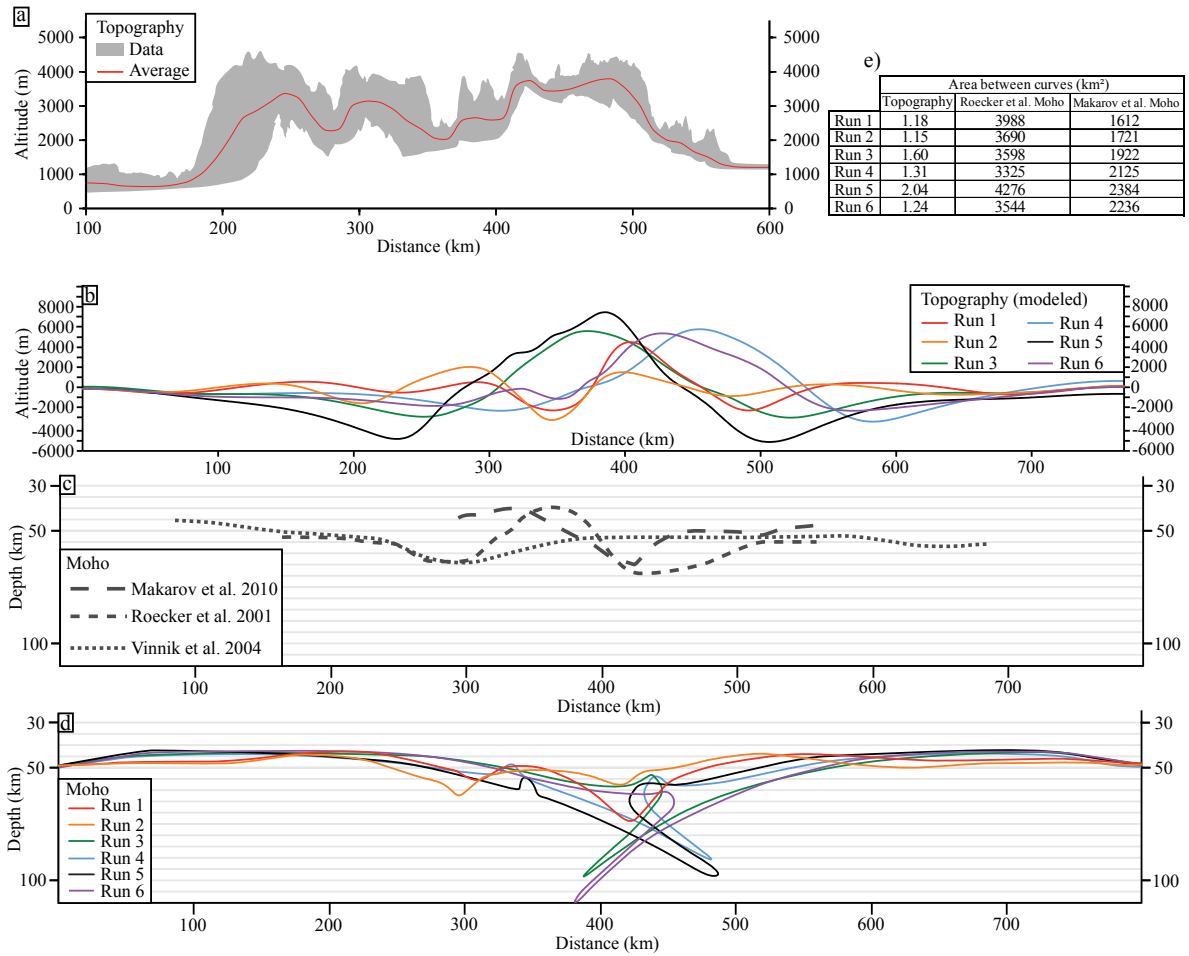 a
Topography
Data
Average
Altitude (m)
5000
4000
3000
2000
1000
0
5000
4000
3000
2000
1000
0
100
200
300
400
500
600
Distance (km)
e)
Area between curves (km²)
Topography Roecker et al. Moho Makarov et al. Moho
Run 1 1.18 3988 1612
Run 2 1.15 3690 1721
Run 3 1.60 3598 1922
Run 4 1.31 3325 2125
Run 5 2.04 4276 2384
Run 6 1.24 3544 2236
b
Altitude (m)
8000
6000
4000
2000
0
-2000
-4000
-6000
Topography (modeled)
Run 1 Run 4
Run 2 Run 5
Run 3 Run 6
8000
6000
4000
2000
0
-2000
-4000
-6000
Distance (km)
100 200 300 400 500 600 700
c
Depth (km)
30
50
100
30
50
100
Moho
Makarov et al. 2010
Roecker et al. 2001
Vinnik et al. 2004
100 200 300 400 500 600 700
Distance (km)
d
Depth (km)
30
50
100
30
50
100
Moho
Run 1
Run 2
Run 3
Run 4
Run 5
Run 6
100 200 300 400 500 600 700
Distance (km)